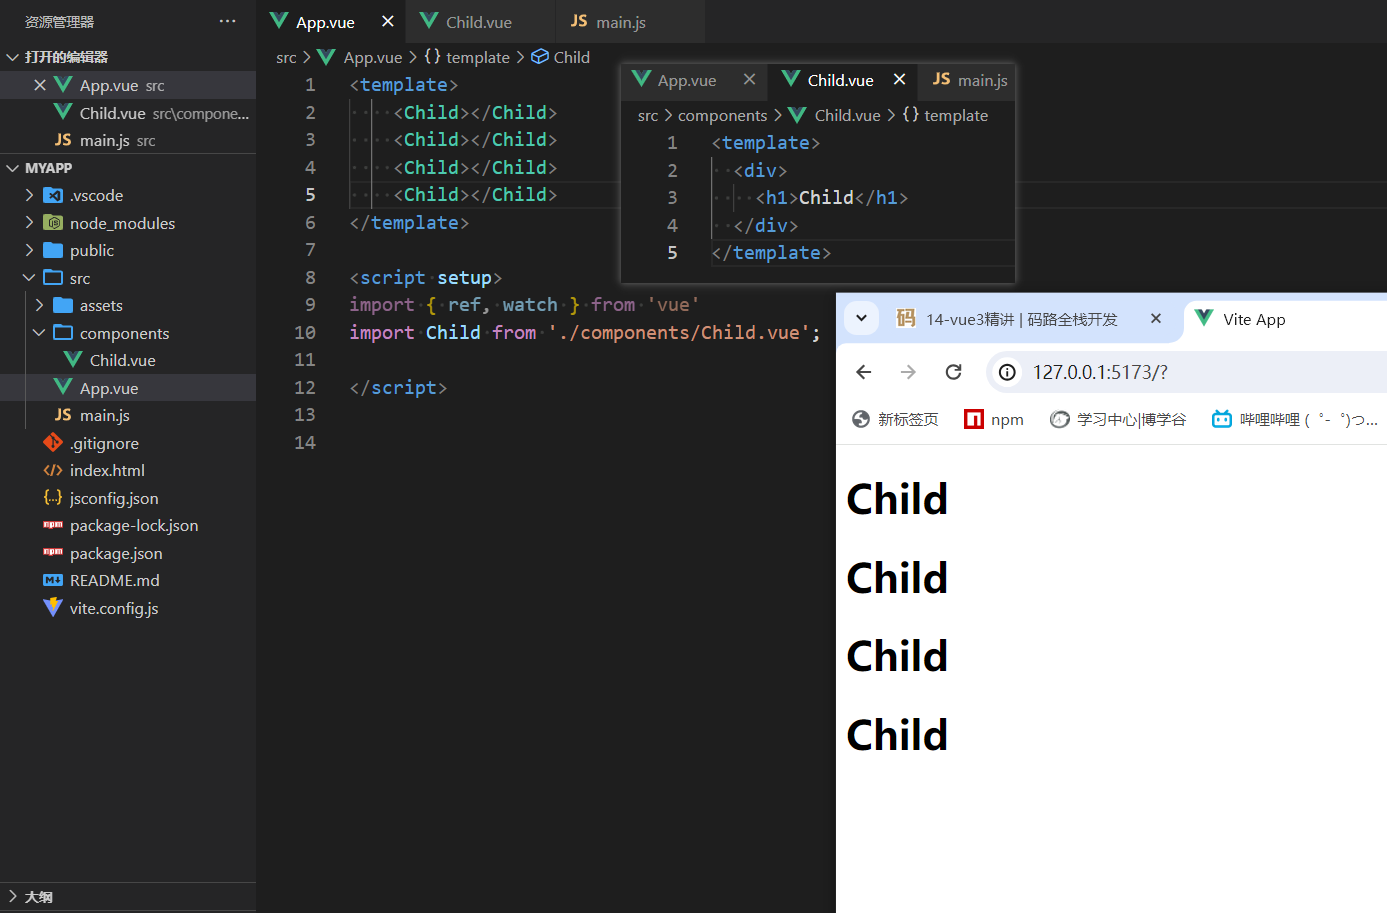 资源管理器 ···
打开的编辑器
App.vue src
Child.vue src\compone...
JS main.js src
MYAPP
.vscode
node_modules
public
src
assets
components
Child.vue
App.vue
JS main.js
.gitignore
index.html
jsconfig.json
package-lock.json
package.json
README.md
vite.config.js
大纲
App.vue Child.vue JS main.js
src > App.vue > {} template > Child
1 <template>
2     <Child></Child>
3     <Child></Child>
4     <Child></Child>
5     <Child></Child>
6 </template>
7
8 <script setup>
9 import { ref, watch } from 'vue'
10 import Child from './components/Child.vue';
11
12 </script>
13
14
App.vue Child.vue JS main.js
src > components > Child.vue > {} template
1 <template>
2   <div>
3     <h1>Child</h1>
4   </div>
5 </template>
码 14-vue3精讲 | 码路全栈开发 Vite App
127.0.0.1:5173/?
新标签页 npm 学习中心|博学谷 哔哩哔哩 (゜-゜)つ...
Child
Child
Child
Child